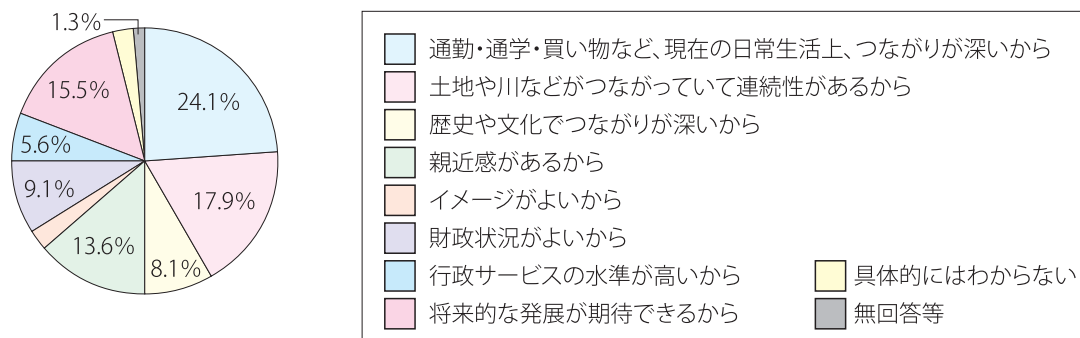 1.3%
15.5%
24.1%
5.6%
9.1%
17.9%
13.6%
8.1%
通勤・通学・買い物など、現在の日常生活上、つながりが深いから
土地や川などがつながっていて連続性があるから
歴史や文化でつながりが深いから
親近感があるから
イメージがよいから
財政状況がよいから
行政サービスの水準が高いから
具体的にはわからない
将来的な発展が期待できるから
無回答等